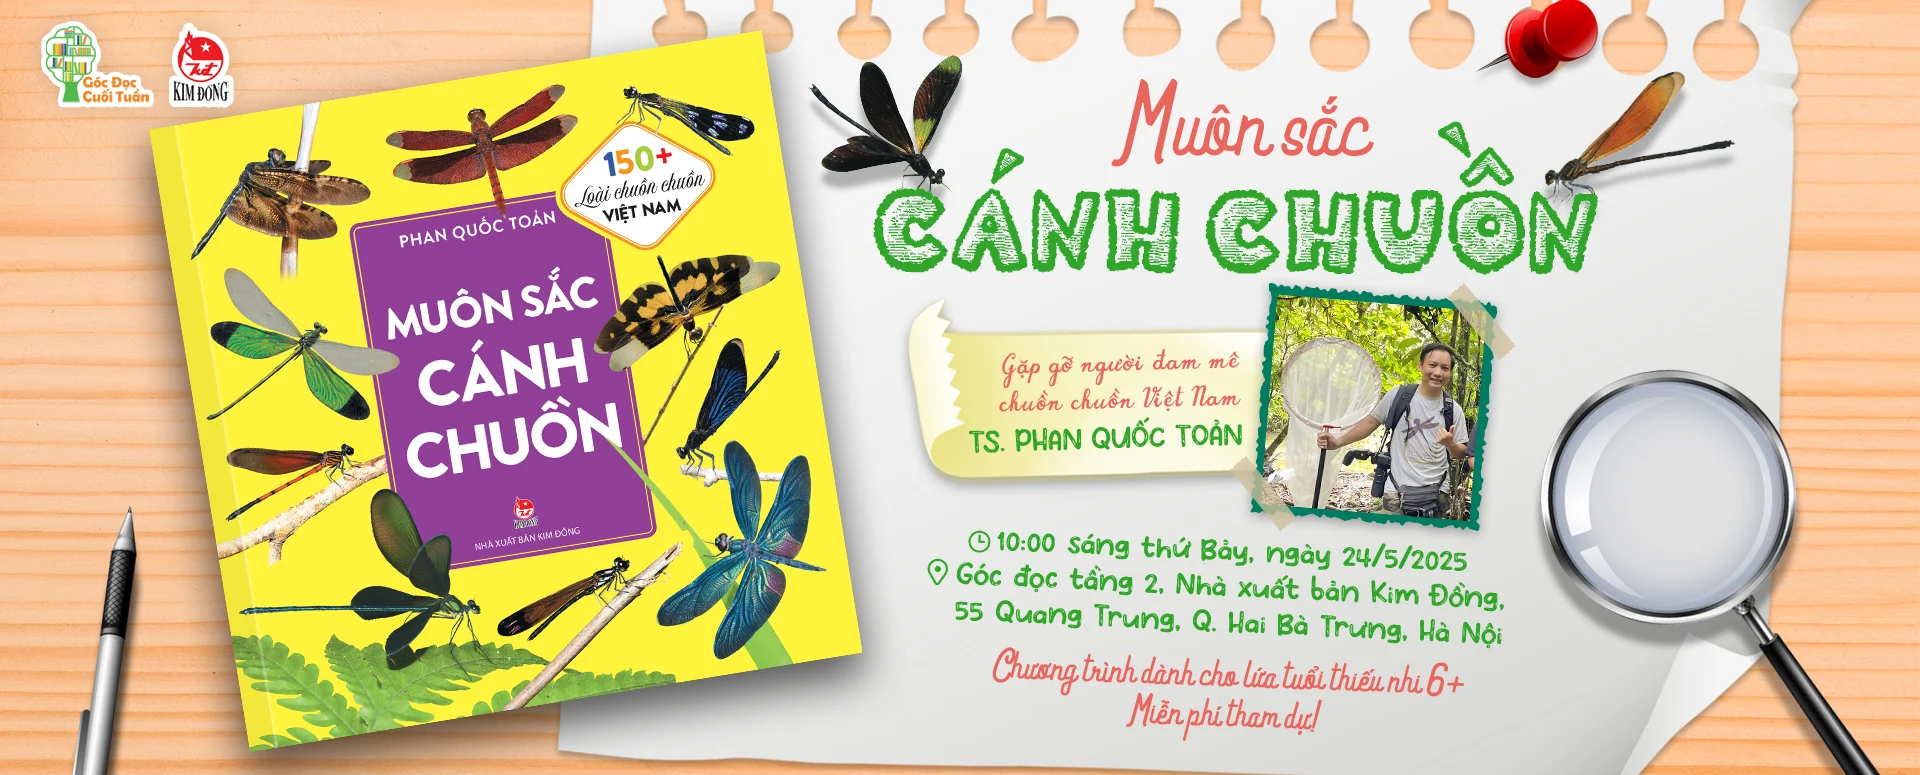 Góc Đọc
Cuối Tuần
KIM ĐỒNG
150+
Loài chuồn chuồn
VIỆT NAM
PHAN QUỐC TOẢN
MUÔN SẮC
CÁNH
CHUỒN
NHÀ XUẤT BẢN KIM ĐỒNG
Muôn sắc
CÁNH CHUỒN
Gặp gỡ người đam mê
chuồn chuồn Việt Nam
TS. PHAN QUỐC TOẢN
10:00 sáng thứ Bảy, ngày 24/5/2025
Góc đọc tầng 2, Nhà xuất bản Kim Đồng,
55 Quang Trung, Q. Hai Bà Trưng, Hà Nội
Chương trình dành cho lứa tuổi thiếu nhi 6+
Miễn phí tham dự!